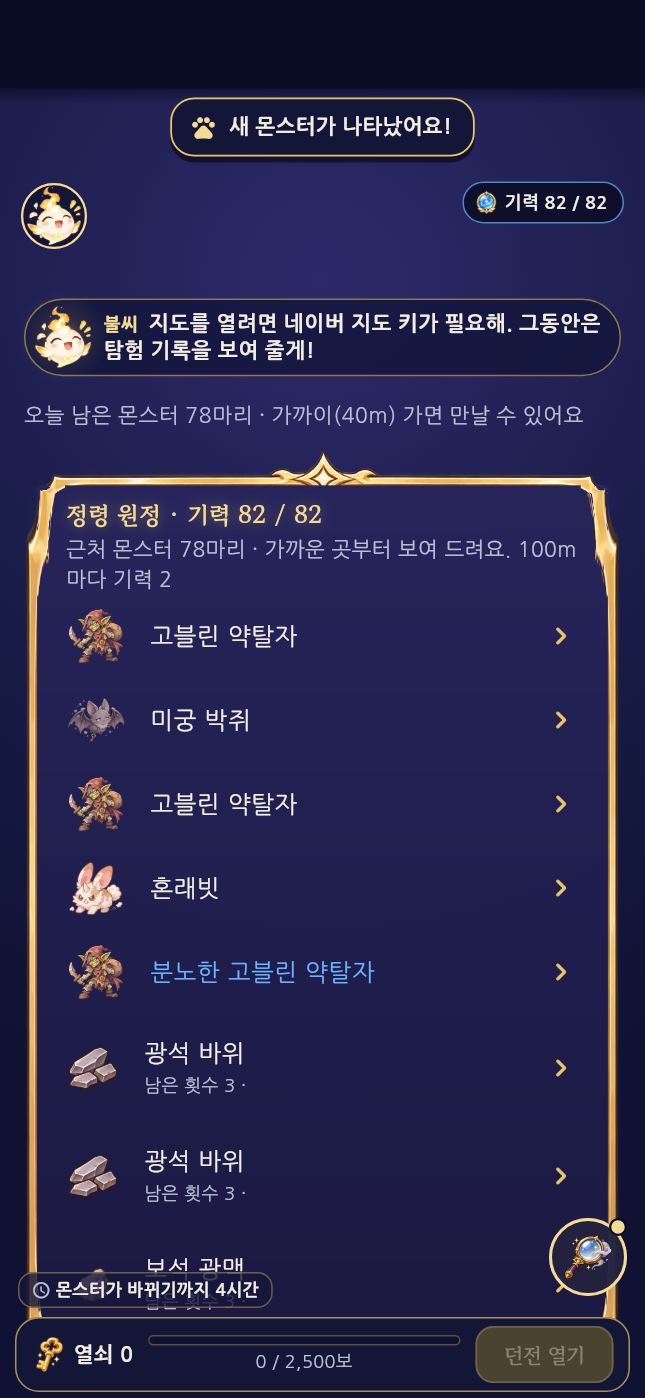 새 몬스터가 나타났어요!
기력 82 / 82
불씨 지도를 열려면 네이버 지도 키가 필요해. 그동안은
탐험 기록을 보여 줄게!
오늘 남은 몬스터 78마리 · 가까이(40m) 가면 만날 수 있어요
정령 원정 · 기력 82 / 82
근처 몬스터 78마리 · 가까운 곳부터 보여 드려요. 100m
마다 기력 2
고블린 약탈자
미궁 박쥐
고블린 약탈자
혼래빗
분노한 고블린 약탈자
광석 바위
남은 횟수 3 ·
광석 바위
남은 횟수 3 ·
보석 광맥
남은 횟수 3 ·
몬스터가 바뀌기까지 4시간
열쇠 0
0 / 2,500보
던전 열기